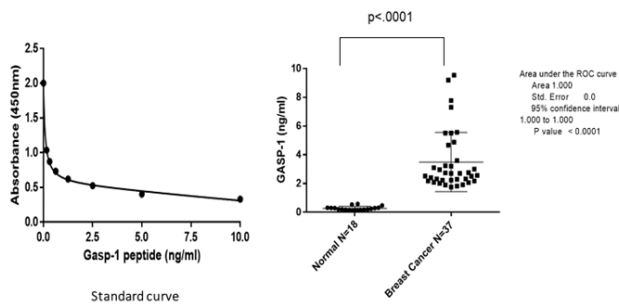 p<.0001
2.5
2.0
1.5
1.0
0.5
0.0
Absorbance (450nm)
0.0 2.5 5.0 7.5 10.0
Gasp-1 peptide (ng/ml)
Standard curve
10
8
6
4
2
0
GASP-1 (ng/ml)
Normal N=18
Breast Cancer N=37
Area under the ROC curve
Area 1.000
Std. Error 0.0
95% confidence interval
1.000 to 1.000
P value < 0.0001